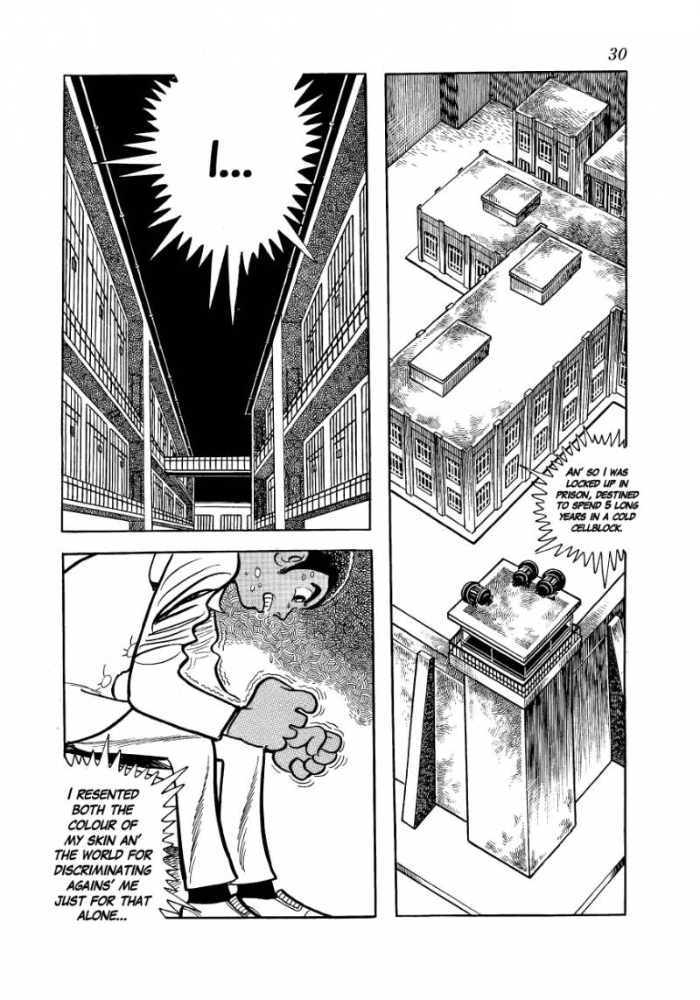 30
AN' SO I WAS
LOCKED UP IN
PRISON, DESTINED
TO SPEND 5 LONG
YEARS IN A COLD
CELLBLOCK.
I...
I RESENTED
BOTH THE
COLOUR OF
MY SKIN AN'
THE WORLD FOR
DISCRIMINATING
AGAINS' ME
JUST FOR THAT
ALONE...